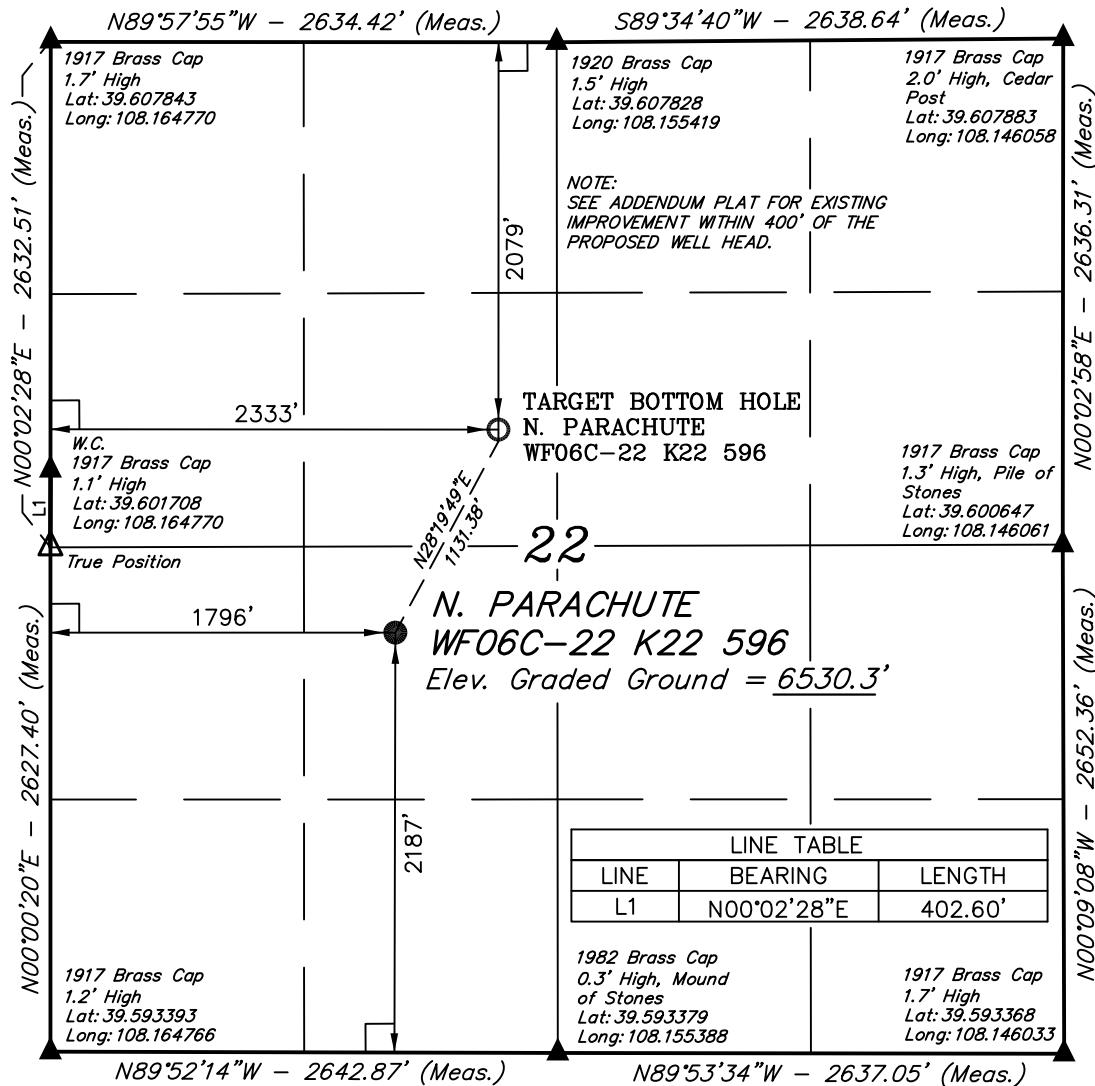 N89°57'55"W - 2634.42' (Meas.)
S89°34'40"W - 2638.64' (Meas.)
1917 Brass Cap
1.7' High
Lat: 39.607843
Long: 108.164770
1920 Brass Cap
1.5' High
Lat: 39.607828
Long: 108.155419
1917 Brass Cap
2.0' High, Cedar
Post
Lat: 39.607883
Long: 108.146058
N00°02'28"E - 2632.51' (Meas.)
N00°02'58"E - 2636.31' (Meas.)
NOTE:
SEE ADDENDUM PLAT FOR EXISTING
IMPROVEMENT WITHIN 400' OF THE
PROPOSED WELL HEAD.
2079'
2333'
TARGET BOTTOM HOLE
N. PARACHUTE
WF06C-22 K22 596
W.C.
1917 Brass Cap
1.1' High
Lat: 39.601708
Long: 108.164770
L1
True Position
1917 Brass Cap
1.3' High, Pile of
Stones
Lat: 39.600647
Long: 108.146061
N28°19'49"E
1131.38'
22
1796'
N. PARACHUTE
WF06C-22 K22 596
Elev. Graded Ground = 6530.3'
N00°00'20"E - 2627.40' (Meas.)
N00°09'08"W - 2652.36' (Meas.)
2187'
LINE TABLE
LINE BEARING LENGTH
L1 N00°02'28"E 402.60'
1917 Brass Cap
1.2' High
Lat: 39.593393
Long: 108.164766
1982 Brass Cap
0.3' High, Mound
of Stones
Lat: 39.593379
Long: 108.155388
1917 Brass Cap
1.7' High
Lat: 39.593368
Long: 108.146033
N89°52'14"W - 2642.87' (Meas.)
N89°53'34"W - 2637.05' (Meas.)